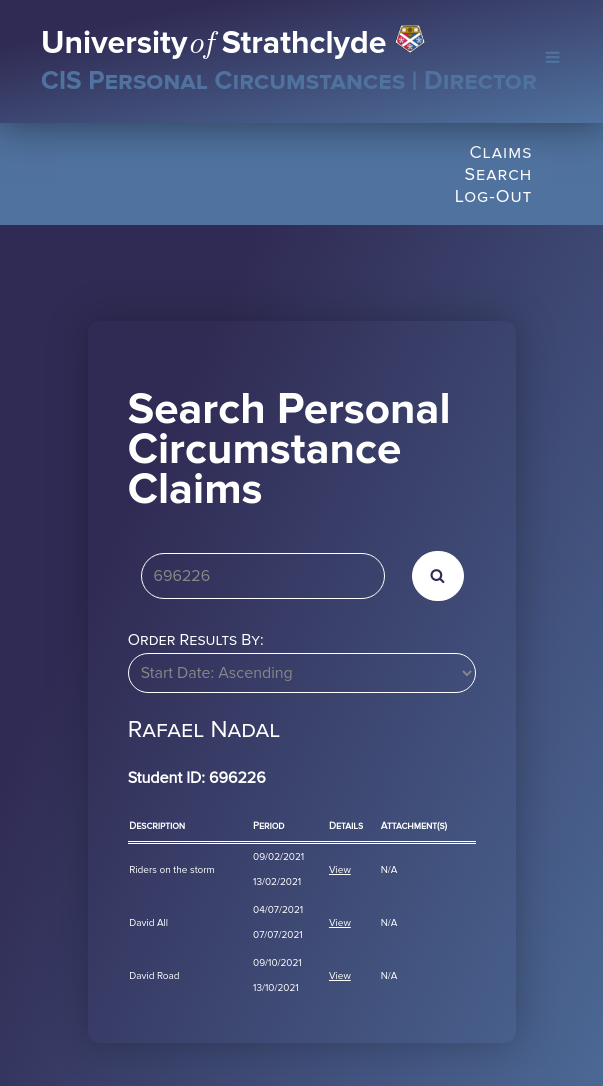 University of Strathclyde
CIS Personal Circumstances | Director
Claims
Search
Log-Out
Search Personal
Circumstance
Claims
696226
Order Results By:
Start Date: Ascending
Rafael Nadal
Student ID: 696226
Description Period Details Attachment(s)
Riders on the storm 09/02/2021 13/02/2021 View N/A
David All 04/07/2021 07/07/2021 View N/A
David Road 09/10/2021 13/10/2021 View N/A